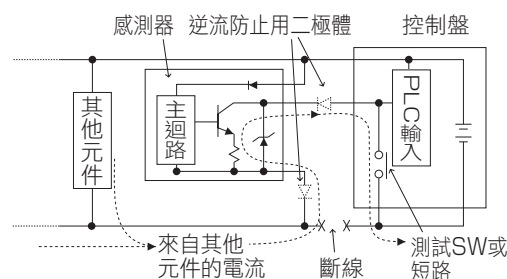 感測器
逆流防止用二極體
控制盤
其他元件
主迴路
PLC輸入
來自其他
元件的電流
斷線
測試SW或
短路